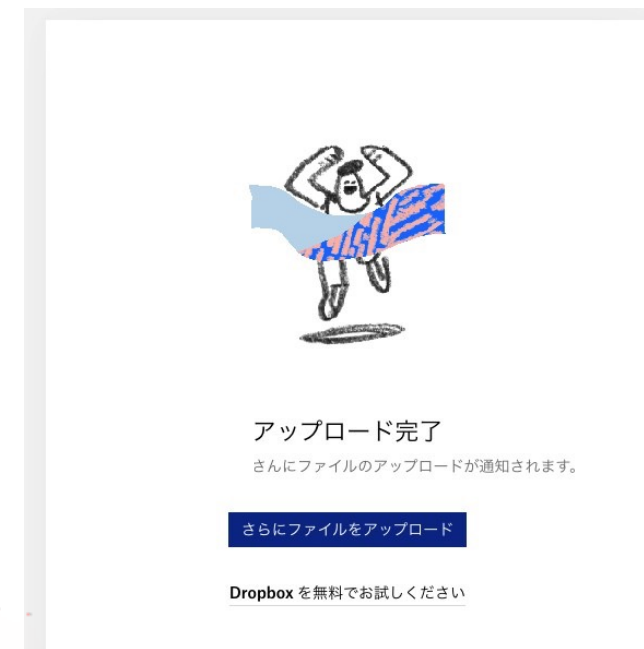 アップロード完了
さんにファイルのアップロードが通知されます。
さらにファイルをアップロード
Dropbox を無料でお試しください